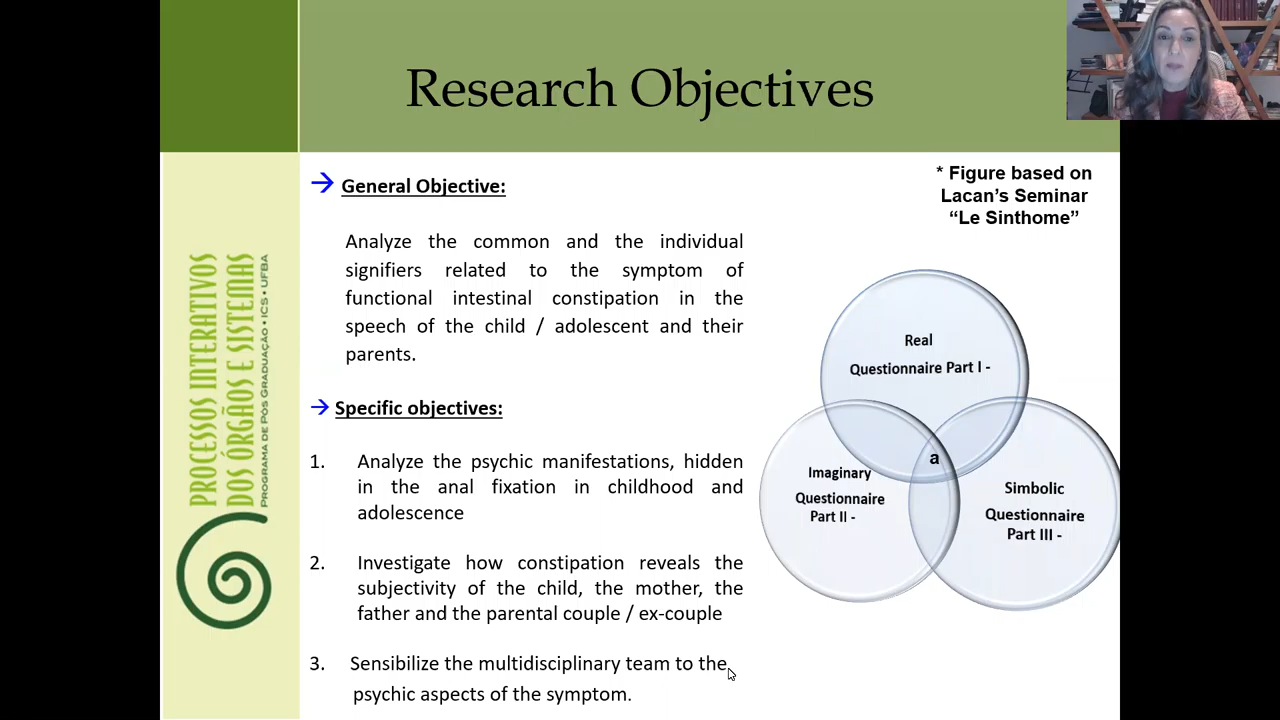 Research Objectives
→ General Objective:
Analyze the common and the individual
signifiers related to the symptom of
functional intestinal constipation in the
speech of the child / adolescent and their
parents.
→ Specific objectives:
1. Analyze the psychic manifestations, hidden
in the anal fixation in childhood and
adolescence
2. Investigate how constipation reveals the
subjectivity of the child, the mother, the
father and the parental couple / ex-couple
3. Sensibilize the multidisciplinary team to the
psychic aspects of the symptom.
* Figure based on
Lacan’s Seminar
“Le Sinthome”
Real
Questionnaire Part I -
a
Imaginary
Questionnaire
Part II -
Simbolic
Questionnaire
Part III -
PROCESSOS INTERATIVOS
DOS ÓRGÃOS E SISTEMAS
PROGRAMA DE PÓS GRADUAÇÃO • ICS • UFBA